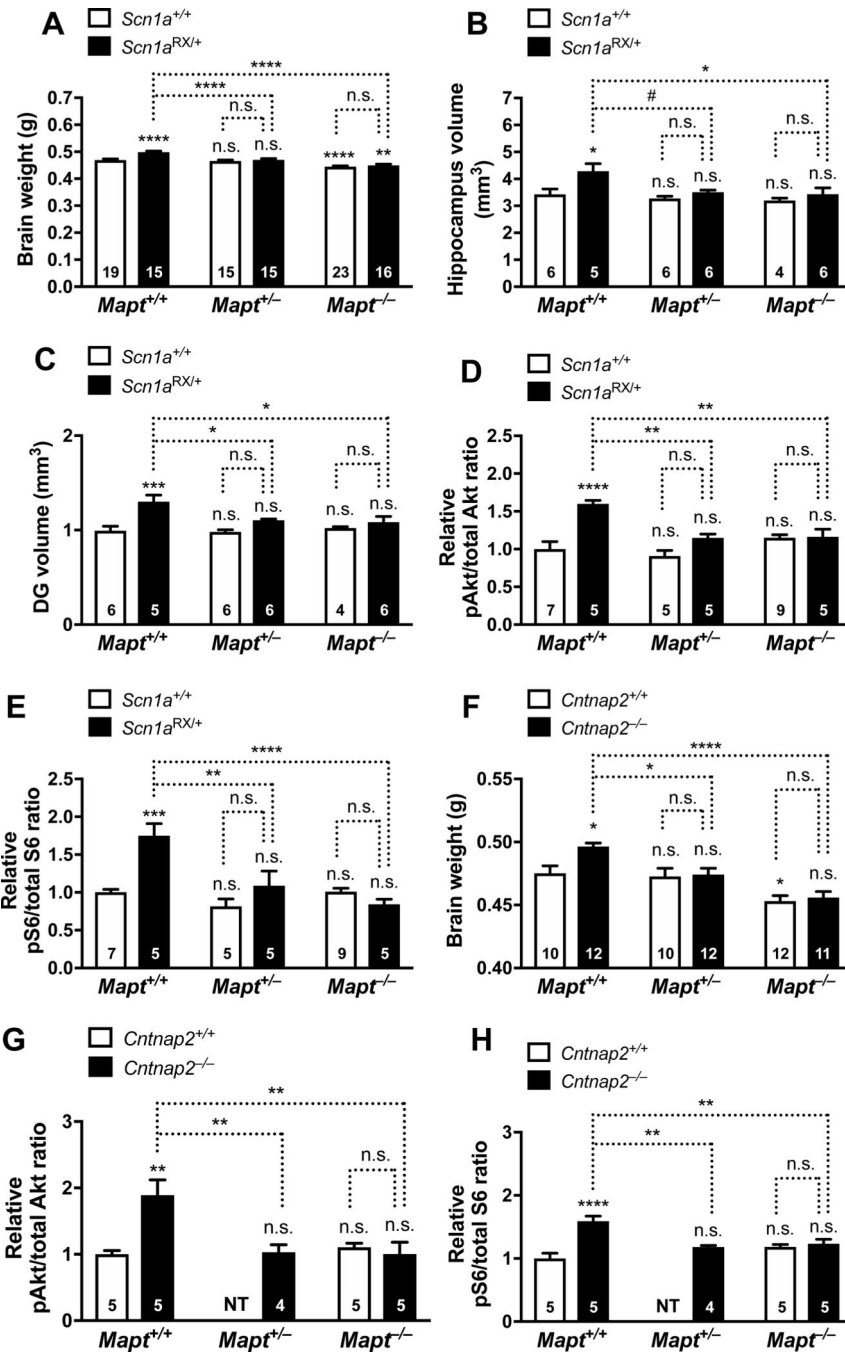 A
Scn1a+/+
Scn1aRX/+
****
****
n.s.
n.s.
0.7
0.6
0.5
0.4
0.3
0.2
0.1
0.0
Brain weight (g)
****
n.s.
n.s.
****
**
19
15
15
15
23
16
Mapt+/+
Mapt+/–
Mapt–/–
B
Scn1a+/+
Scn1aRX/+
*
#
n.s.
n.s.
7
6
5
4
3
2
1
0
Hippocampus volume
(mm3)
*
n.s.
n.s.
n.s.
n.s.
6
5
6
6
4
6
Mapt+/+
Mapt+/–
Mapt–/–
C
Scn1a+/+
Scn1aRX/+
*
*
n.s.
n.s.
2
1
0
DG volume (mm3)
***
n.s.
n.s.
n.s.
n.s.
6
5
6
6
4
6
Mapt+/+
Mapt+/–
Mapt–/–
D
Scn1a+/+
Scn1aRX/+
**
**
n.s.
n.s.
2.5
2.0
1.5
1.0
0.5
0.0
Relative
pAkt/total Akt ratio
****
n.s.
n.s.
n.s.
n.s.
7
5
5
5
9
5
Mapt+/+
Mapt+/–
Mapt–/–
E
Scn1a+/+
Scn1aRX/+
****
**
n.s.
n.s.
2.5
2.0
1.5
1.0
0.5
0.0
Relative
pS6/total S6 ratio
***
n.s.
n.s.
n.s.
n.s.
7
5
5
5
9
5
Mapt+/+
Mapt+/–
Mapt–/–
F
Cntnap2+/+
Cntnap2–/–
****
*
n.s.
n.s.
0.55
0.50
0.45
0.40
Brain weight (g)
*
n.s.
n.s.
*
n.s.
10
12
10
12
12
11
Mapt+/+
Mapt+/–
Mapt–/–
G
Cntnap2+/+
Cntnap2–/–
**
**
n.s.
3
2
1
0
Relative
pAkt/total Akt ratio
**
n.s.
n.s.
n.s.
5
5
NT
4
5
5
Mapt+/+
Mapt+/–
Mapt–/–
H
Cntnap2+/+
Cntnap2–/–
**
**
n.s.
3
2
1
0
Relative
pS6/total S6 ratio
****
n.s.
n.s.
n.s.
5
5
NT
4
5
5
Mapt+/+
Mapt+/–
Mapt–/–